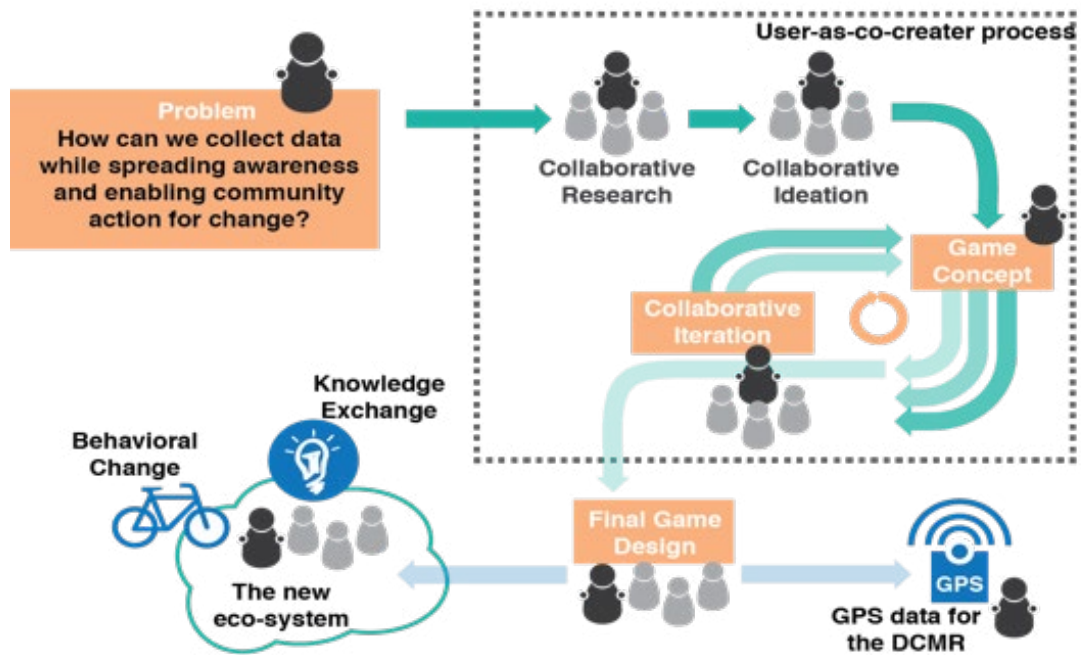 User-as-co-creater process
Problem
How can we collect data
while spreading awareness
and enabling community
action for change?
Collaborative
Research
Collaborative
Ideation
Game
Concept
Collaborative
Iteration
Knowledge
Exchange
Behavioral
Change
The new
eco-system
Final Game
Design
GPS
GPS data for
the DCMR